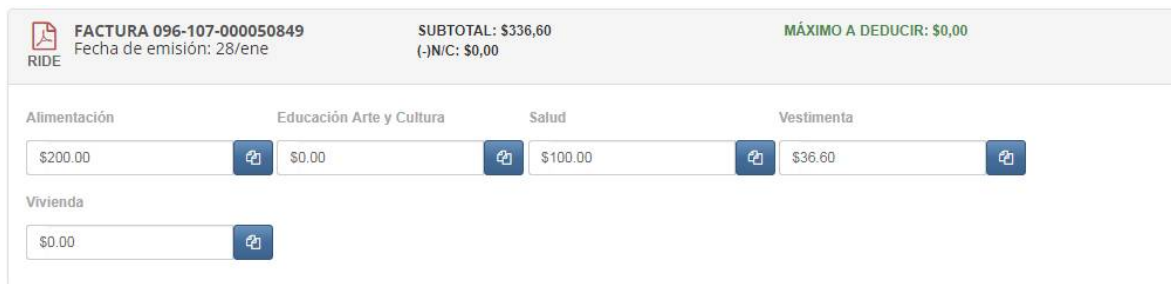 RIDE
FACTURA 096-107-000050849
Fecha de emisión: 28/ene
SUBTOTAL: $336,60
(-)N/C: $0,00
MÁXIMO A DEDUCIR: $0,00
Alimentación
Educación Arte y Cultura
Salud
Vestimenta
$200.00
$0.00
$100.00
$36.60
Vivienda
$0.00